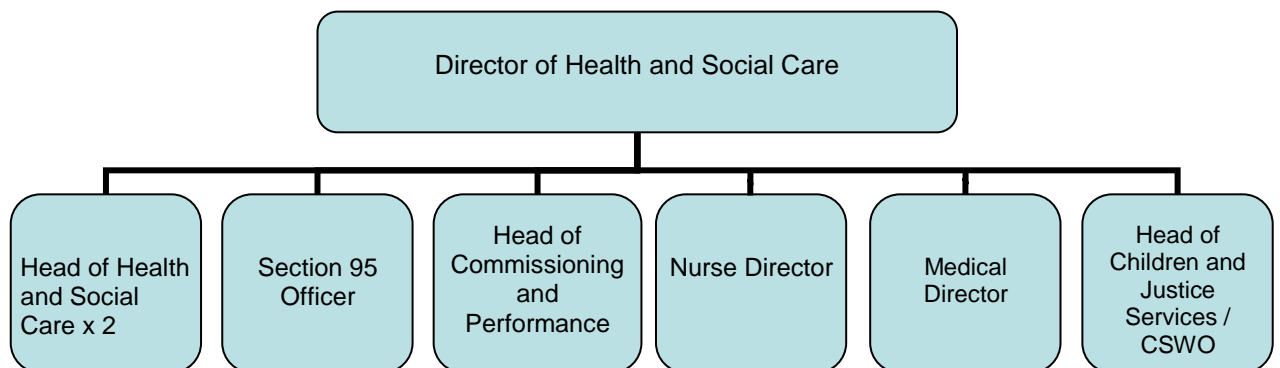 Director of Health and Social Care
Head of Health
and Social
Care x 2
Section 95
Officer
Head of
Commissioning
and
Performance
Nurse Director
Medical
Director
Head of
Children and
Justice
Services /
CSWO